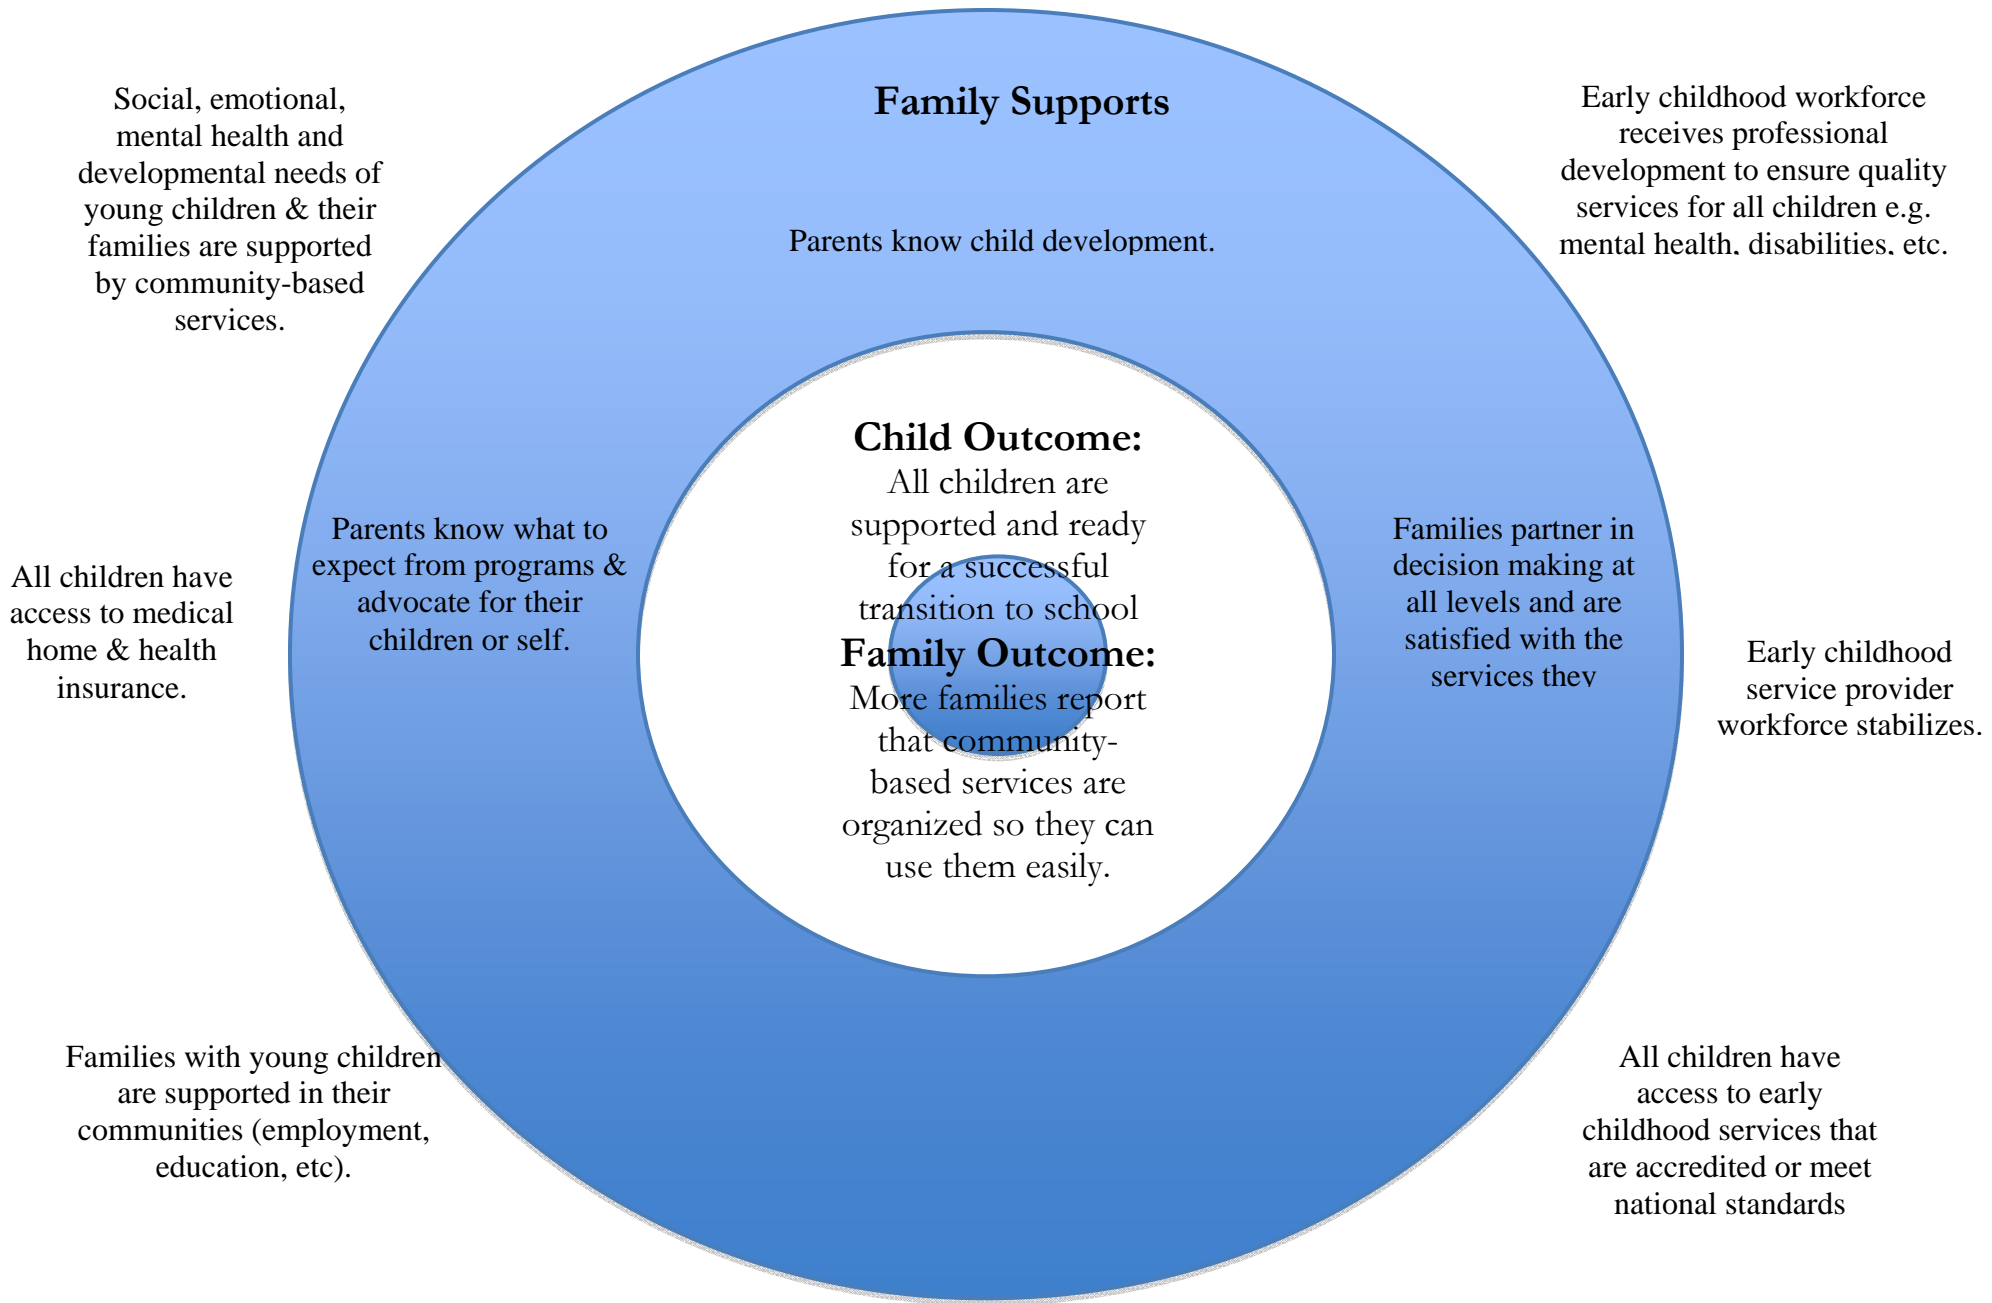 Family Supports
Social, emotional,
mental health and
developmental needs of
young children & their
families are supported
by community-based
services.
Early childhood workforce
receives professional
development to ensure quality
services for all children e.g.
mental health, disabilities, etc.
Parents know child development.
Child Outcome:
All children are
supported and ready
for a successful
transition to school
Family Outcome:
More families report
that community-
based services are
organized so they can
use them easily.
Parents know what to
expect from programs &
advocate for their
children or self.
Families partner in
decision making at
all levels and are
satisfied with the
services they
All children have
access to medical
home & health
insurance.
Early childhood
service provider
workforce stabilizes.
Families with young children
are supported in their
communities (employment,
education, etc).
All children have
access to early
childhood services that
are accredited or meet
national standards